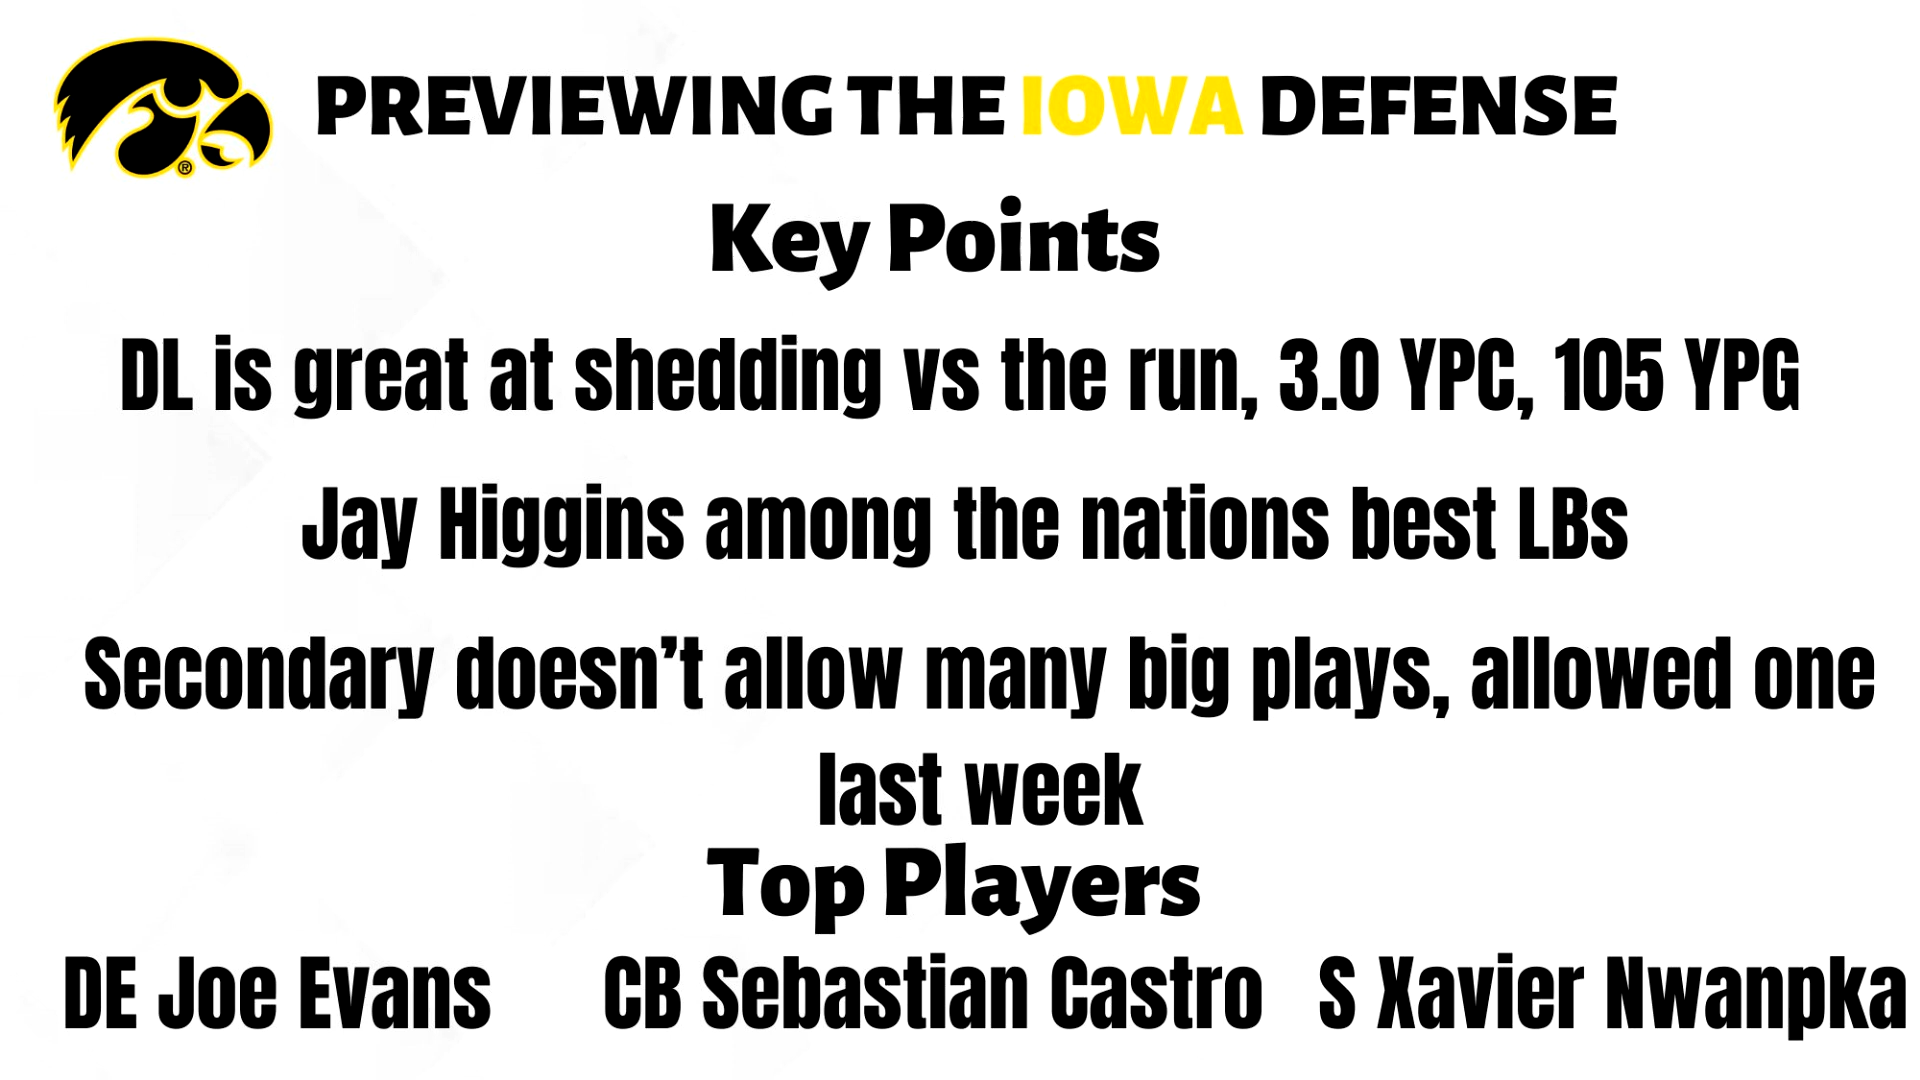 PREVIEWING THE IOWA DEFENSE
Key Points
DL is great at shedding vs the run, 3.0 YPC, 105 YPG
Jay Higgins among the nations best LBs
Secondary doesn’t allow many big plays, allowed one
last week
Top Players
DE Joe Evans CB Sebastian Castro S Xavier Nwanpka
®